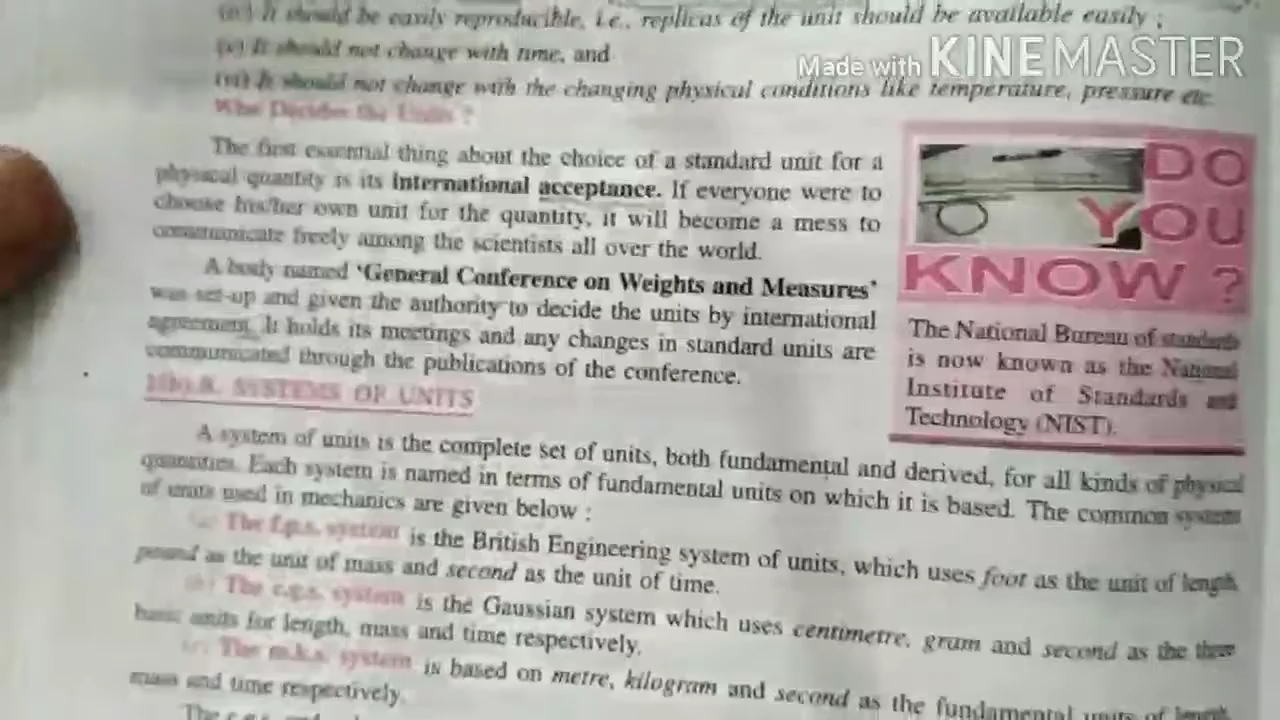 It should be easily reproducible, i.e., replicas of the unit should be available easily ;
(v) It should not change with time, and
Made with KINEMASTER
(vi) It should not change with the changing physical conditions like temperature, pressure etc.
Who Decides the Units ?
The first essential thing about the choice of a standard unit for a
physical quantity is its international acceptance. If everyone were to
choose his/her own unit for the quantity, it will become a mess to
communicate freely among the scientists all over the world.
A body named 'General Conference on Weights and Measures'
was set-up and given the authority to decide the units by international
agreement. It holds its meetings and any changes in standard units are
communicated through the publications of the conference.
DO
YOU
KNOW ?
The National Bureau of standards
is now known as the National
Institute of Standards and
Technology (NIST).
SYSTEMS OF UNITS
A system of units is the complete set of units, both fundamental and derived, for all kinds of physical
quantities. Each system is named in terms of fundamental units on which it is based. The common system
of units used in mechanics are given below :
(a) The f.p.s. system is the British Engineering system of units, which uses foot as the unit of length,
pound as the unit of mass and second as the unit of time.
(b) The c.g.s. system is the Gaussian system which uses centimetre, gram and second as the three
basic units for length, mass and time respectively.
(c) The m.k.s. system is based on metre, kilogram and second as the fundamental units of length,
mass and time respectively.
The c.g.s. and